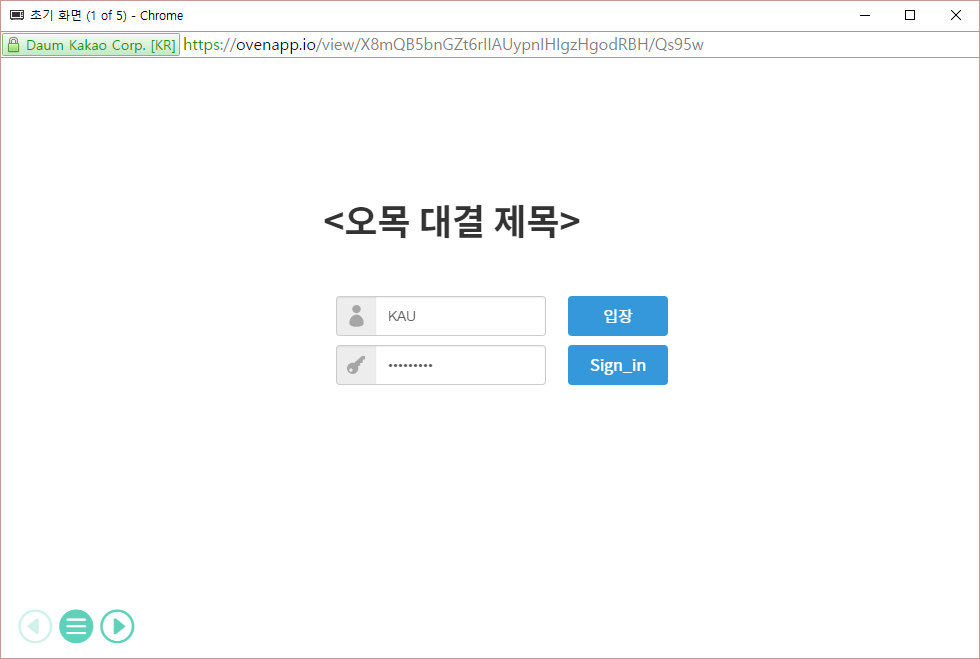 초기 화면 (1 of 5) - Chrome
Daum Kakao Corp. [KR] https://ovenapp.io/view/X8mQB5bnGZt6rIlAUypnIHIgzHgodRBH/Qs95w
<오목 대결 제목>
KAU 입장
••••••••• Sign_in